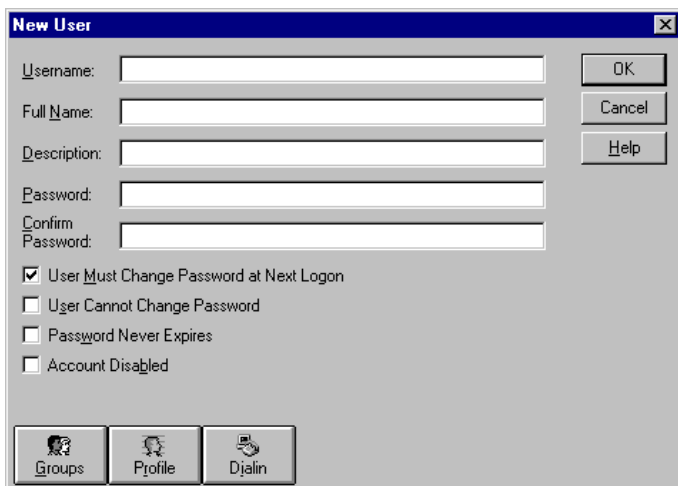 New User
Username:
OK
Full Name:
Cancel
Description:
Help
Password:
Confirm
Password:
User Must Change Password at Next Logon
User Cannot Change Password
Password Never Expires
Account Disabled
Groups
Profile
Dialin